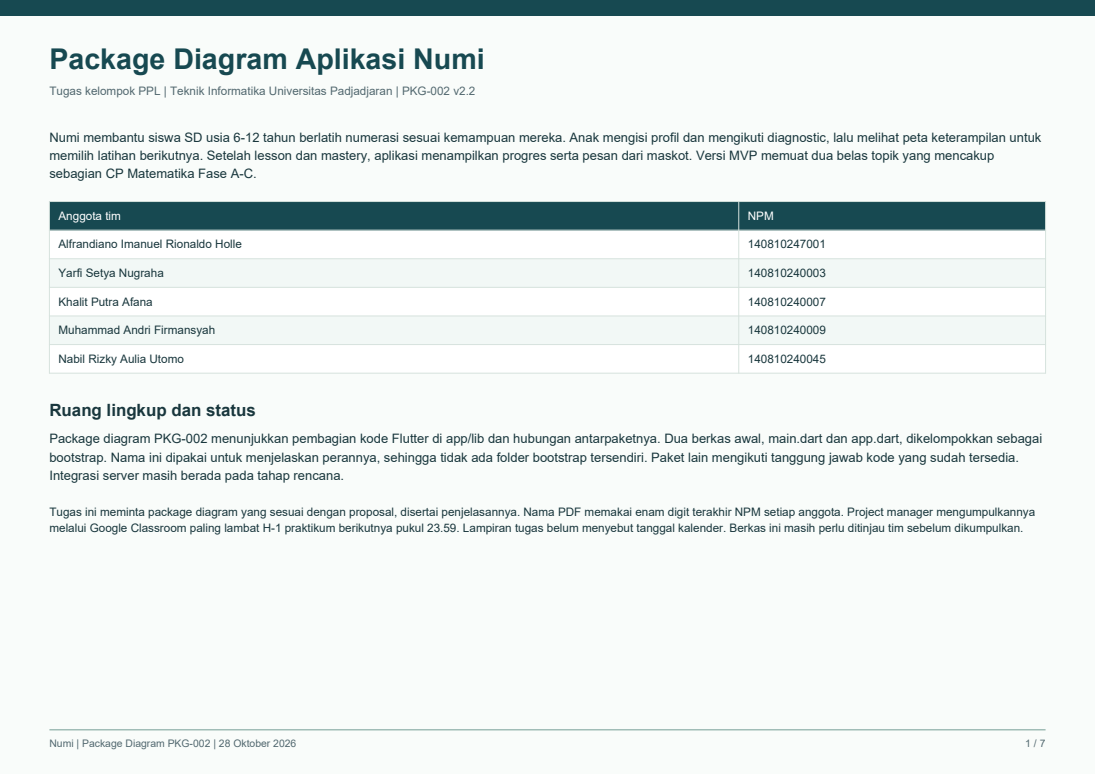 Package Diagram Aplikasi Numi
Tugas kelompok PPL | Teknik Informatika Universitas Padjadjaran | PKG-002 v2.2
Numi membantu siswa SD usia 6-12 tahun berlatih numerasi sesuai kemampuan mereka. Anak mengisi profil dan mengikuti diagnostic, lalu melihat peta keterampilan untuk
memilih latihan berikutnya. Setelah lesson dan mastery, aplikasi menampilkan progres serta pesan dari maskot. Versi MVP memuat dua belas topik yang mencakup
sebagian CP Matematika Fase A-C.
Anggota tim NPM
Alfrandiano Imanuel Rionaldo Holle 140810247001
Yarfi Setya Nugraha 140810240003
Khalit Putra Afana 140810240007
Muhammad Andri Firmansyah 140810240009
Nabil Rizky Aulia Utomo 140810240045
Ruang lingkup dan status
Package diagram PKG-002 menunjukkan pembagian kode Flutter di app/lib dan hubungan antarpaketnya. Dua berkas awal, main.dart dan app.dart, dikelompokkan sebagai
bootstrap. Nama ini dipakai untuk menjelaskan perannya, sehingga tidak ada folder bootstrap tersendiri. Paket lain mengikuti tanggung jawab kode yang sudah tersedia.
Integrasi server masih berada pada tahap rencana.
Tugas ini meminta package diagram yang sesuai dengan proposal, disertai penjelasannya. Nama PDF memakai enam digit terakhir NPM setiap anggota. Project manager mengumpulkannya
melalui Google Classroom paling lambat H-1 praktikum berikutnya pukul 23.59. Lampiran tugas belum menyebut tanggal kalender. Berkas ini masih perlu ditinjau tim sebelum dikumpulkan.
Numi | Package Diagram PKG-002 | 28 Oktober 2026 1 / 7